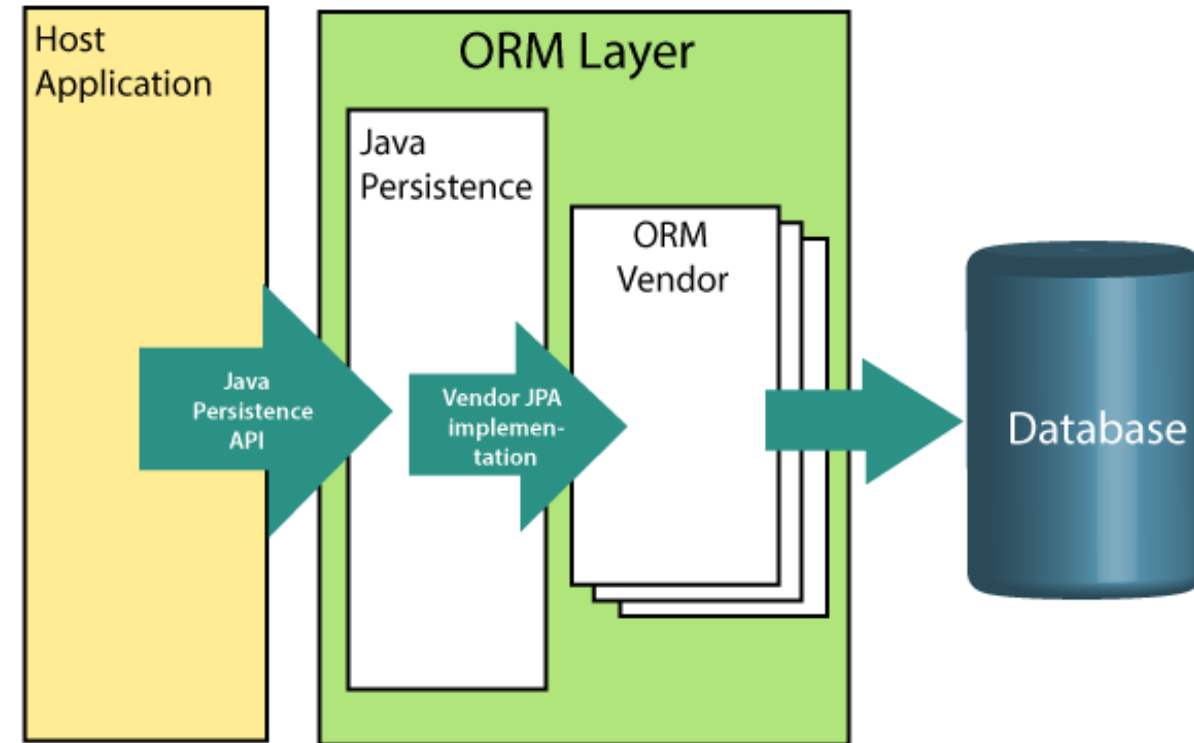 Host
Application
ORM Layer
Java
Persistence
ORM
Vendor
Java
Persistence
API
Vendor JPA
implemen-
tation
Database